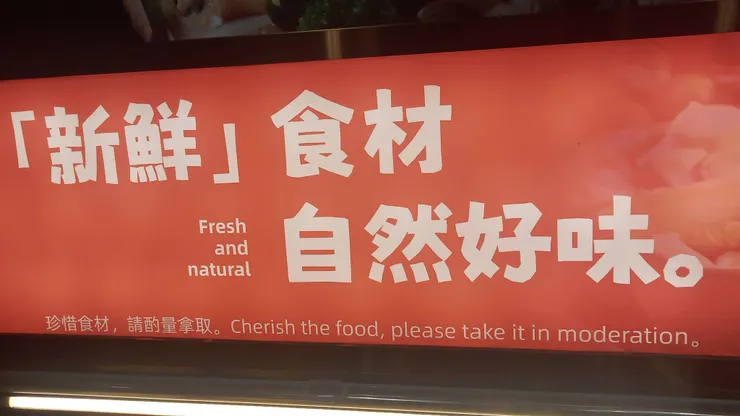 「新鮮」食材
自然好味。
Fresh
and
natural
珍惜食材，請酌量拿取。Cherish the food, please take it in moderation。